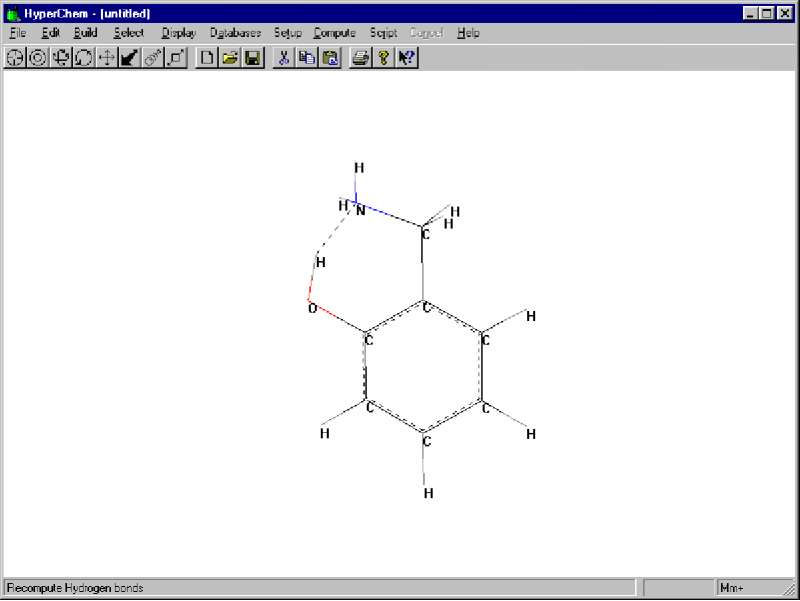 HyperChem - [untitled]
File Edit Build Select Display Databases Setup Compute Script Cancel Help
H
H N H
H
C
H
O C H
C C
C C
H C H
H
Recompute Hydrogen bonds Mm+